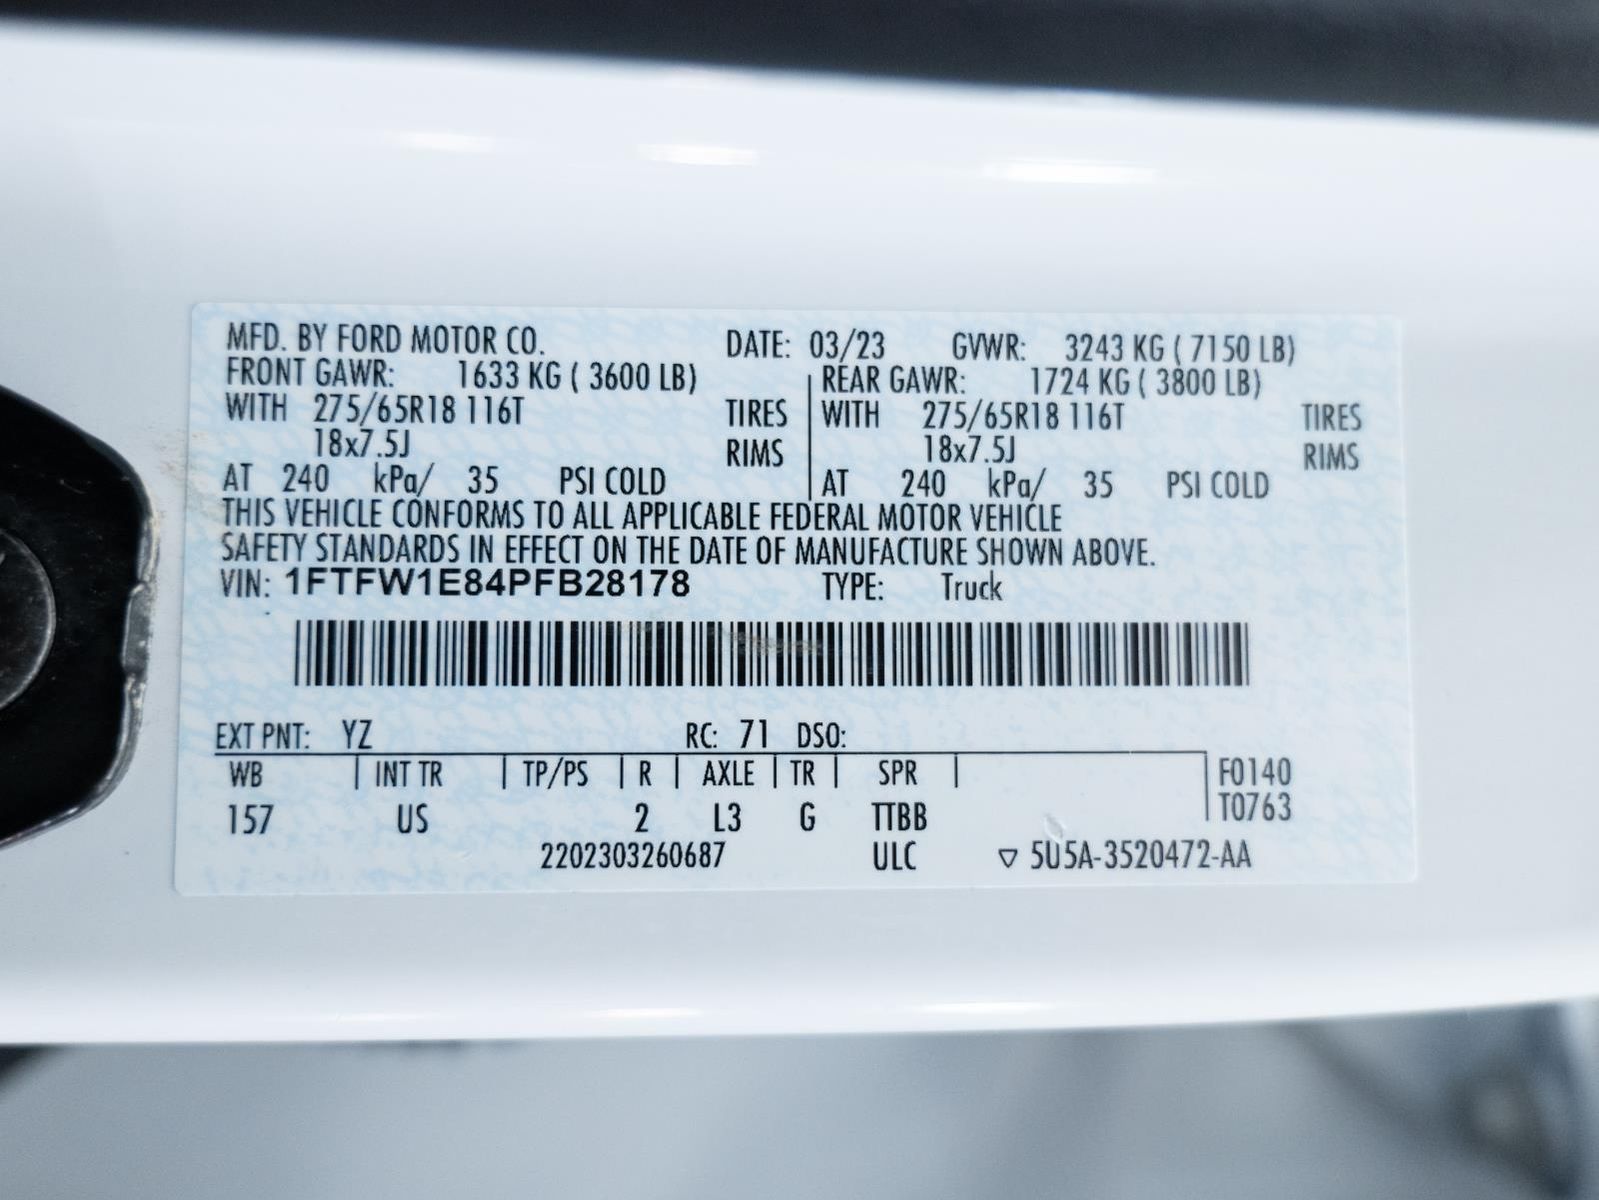 MFD. BY FORD MOTOR CO. DATE: 03/23 GVWR: 3243 KG ( 7150 LB)
FRONT GAWR: 1633 KG ( 3600 LB) REAR GAWR: 1724 KG ( 3800 LB)
WITH 275/65R18 116T TIRES WITH 275/65R18 116T TIRES
18x7.5J RIMS 18x7.5J RIMS
AT 240 kPa/ 35 PSI COLD AT 240 kPa/ 35 PSI COLD
THIS VEHICLE CONFORMS TO ALL APPLICABLE FEDERAL MOTOR VEHICLE
SAFETY STANDARDS IN EFFECT ON THE DATE OF MANUFACTURE SHOWN ABOVE.
VIN: 1FTFW1E84PFB28178 TYPE: Truck
EXT PNT: YZ RC: 71 DSO:
WB | INT TR | TP/PS | R | AXLE | TR | SPR | F0140
157 US 2 L3 G TTBB T0763
2202303260687 ULC ▽ 5U5A-3520472-AA